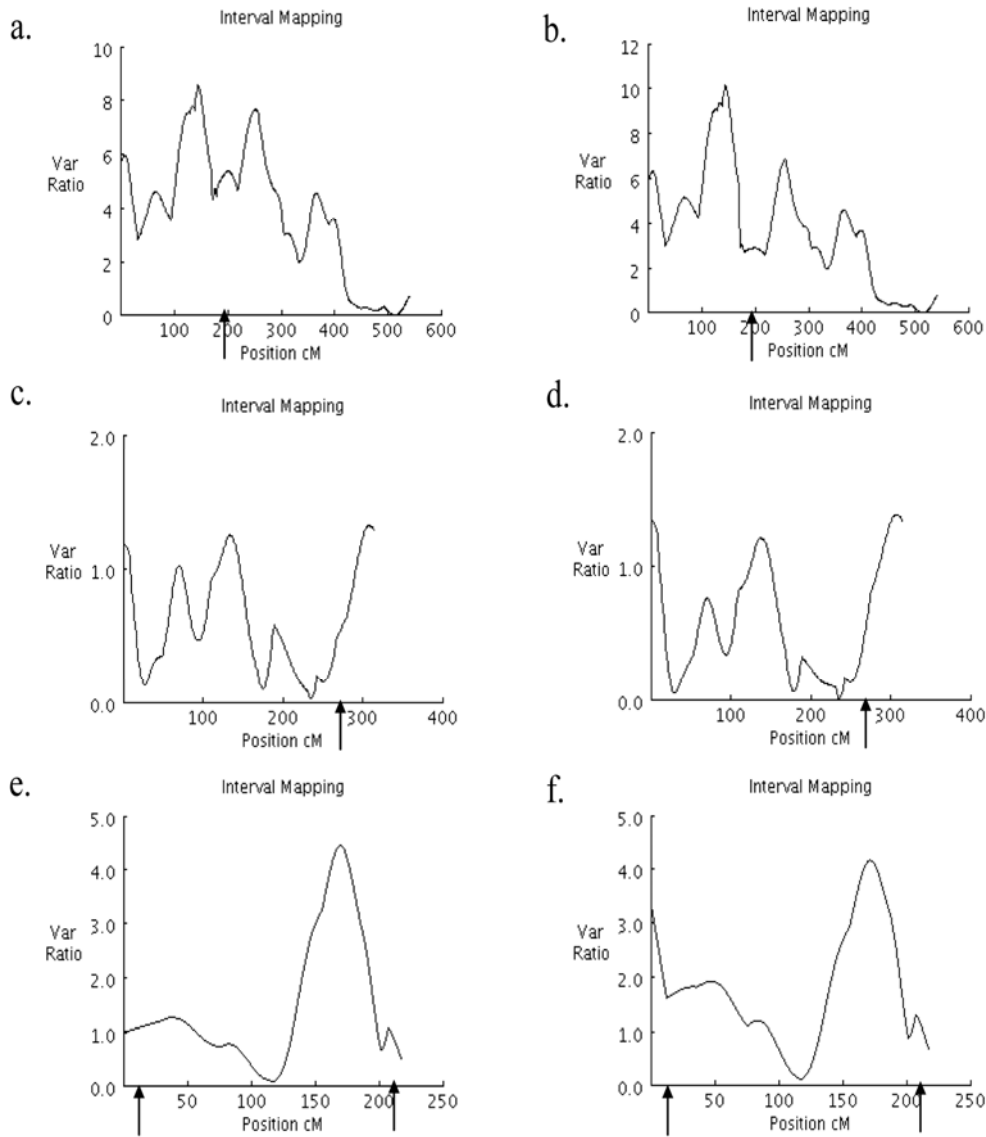 a.
Interval Mapping
10
8
6
4
2
0
Var
Ratio
100 200 300 400 500 600
Position cM
b.
Interval Mapping
12
10
8
6
4
2
0
Var
Ratio
100 200 300 400 500 600
Position cM
c.
Interval Mapping
2.0
1.0
0.0
Var
Ratio
100 200 300 400
Position cM
d.
Interval Mapping
2.0
1.0
0.0
Var
Ratio
100 200 300 400
Position cM
e.
Interval Mapping
5.0
4.0
3.0
2.0
1.0
0.0
Var
Ratio
50 100 150 200 250
Position cM
f.
Interval Mapping
5.0
4.0
3.0
2.0
1.0
0.0
Var
Ratio
50 100 150 200 250
Position cM